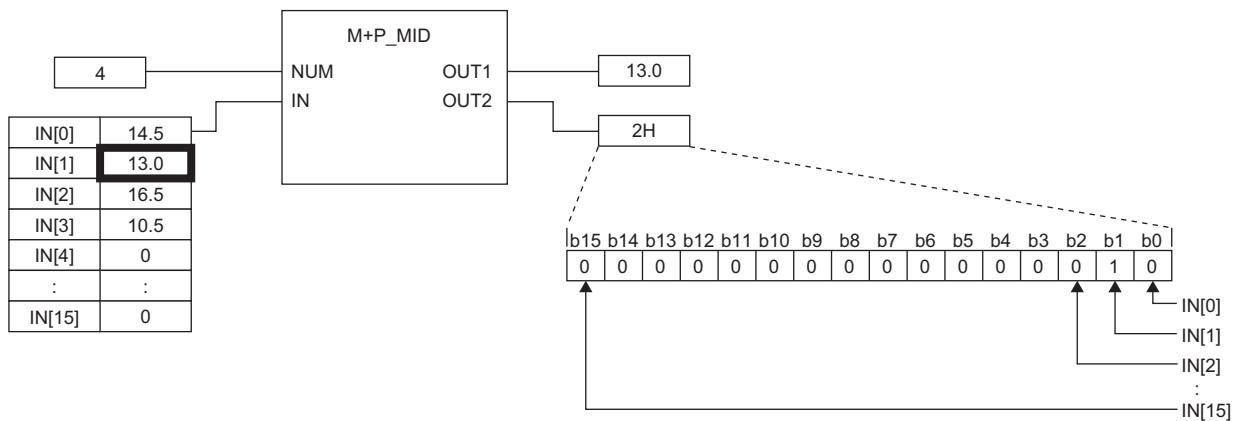 M+P_MID
4
NUM
OUT1
13.0
IN
OUT2
2H
IN[0] 14.5
IN[1] 13.0
IN[2] 16.5
IN[3] 10.5
IN[4] 0
: :
IN[15] 0
b15 b14 b13 b12 b11 b10 b9 b8 b7 b6 b5 b4 b3 b2 b1 b0
0 0 0 0 0 0 0 0 0 0 0 0 0 0 1 0
IN[0]
IN[1]
IN[2]
:
IN[15]